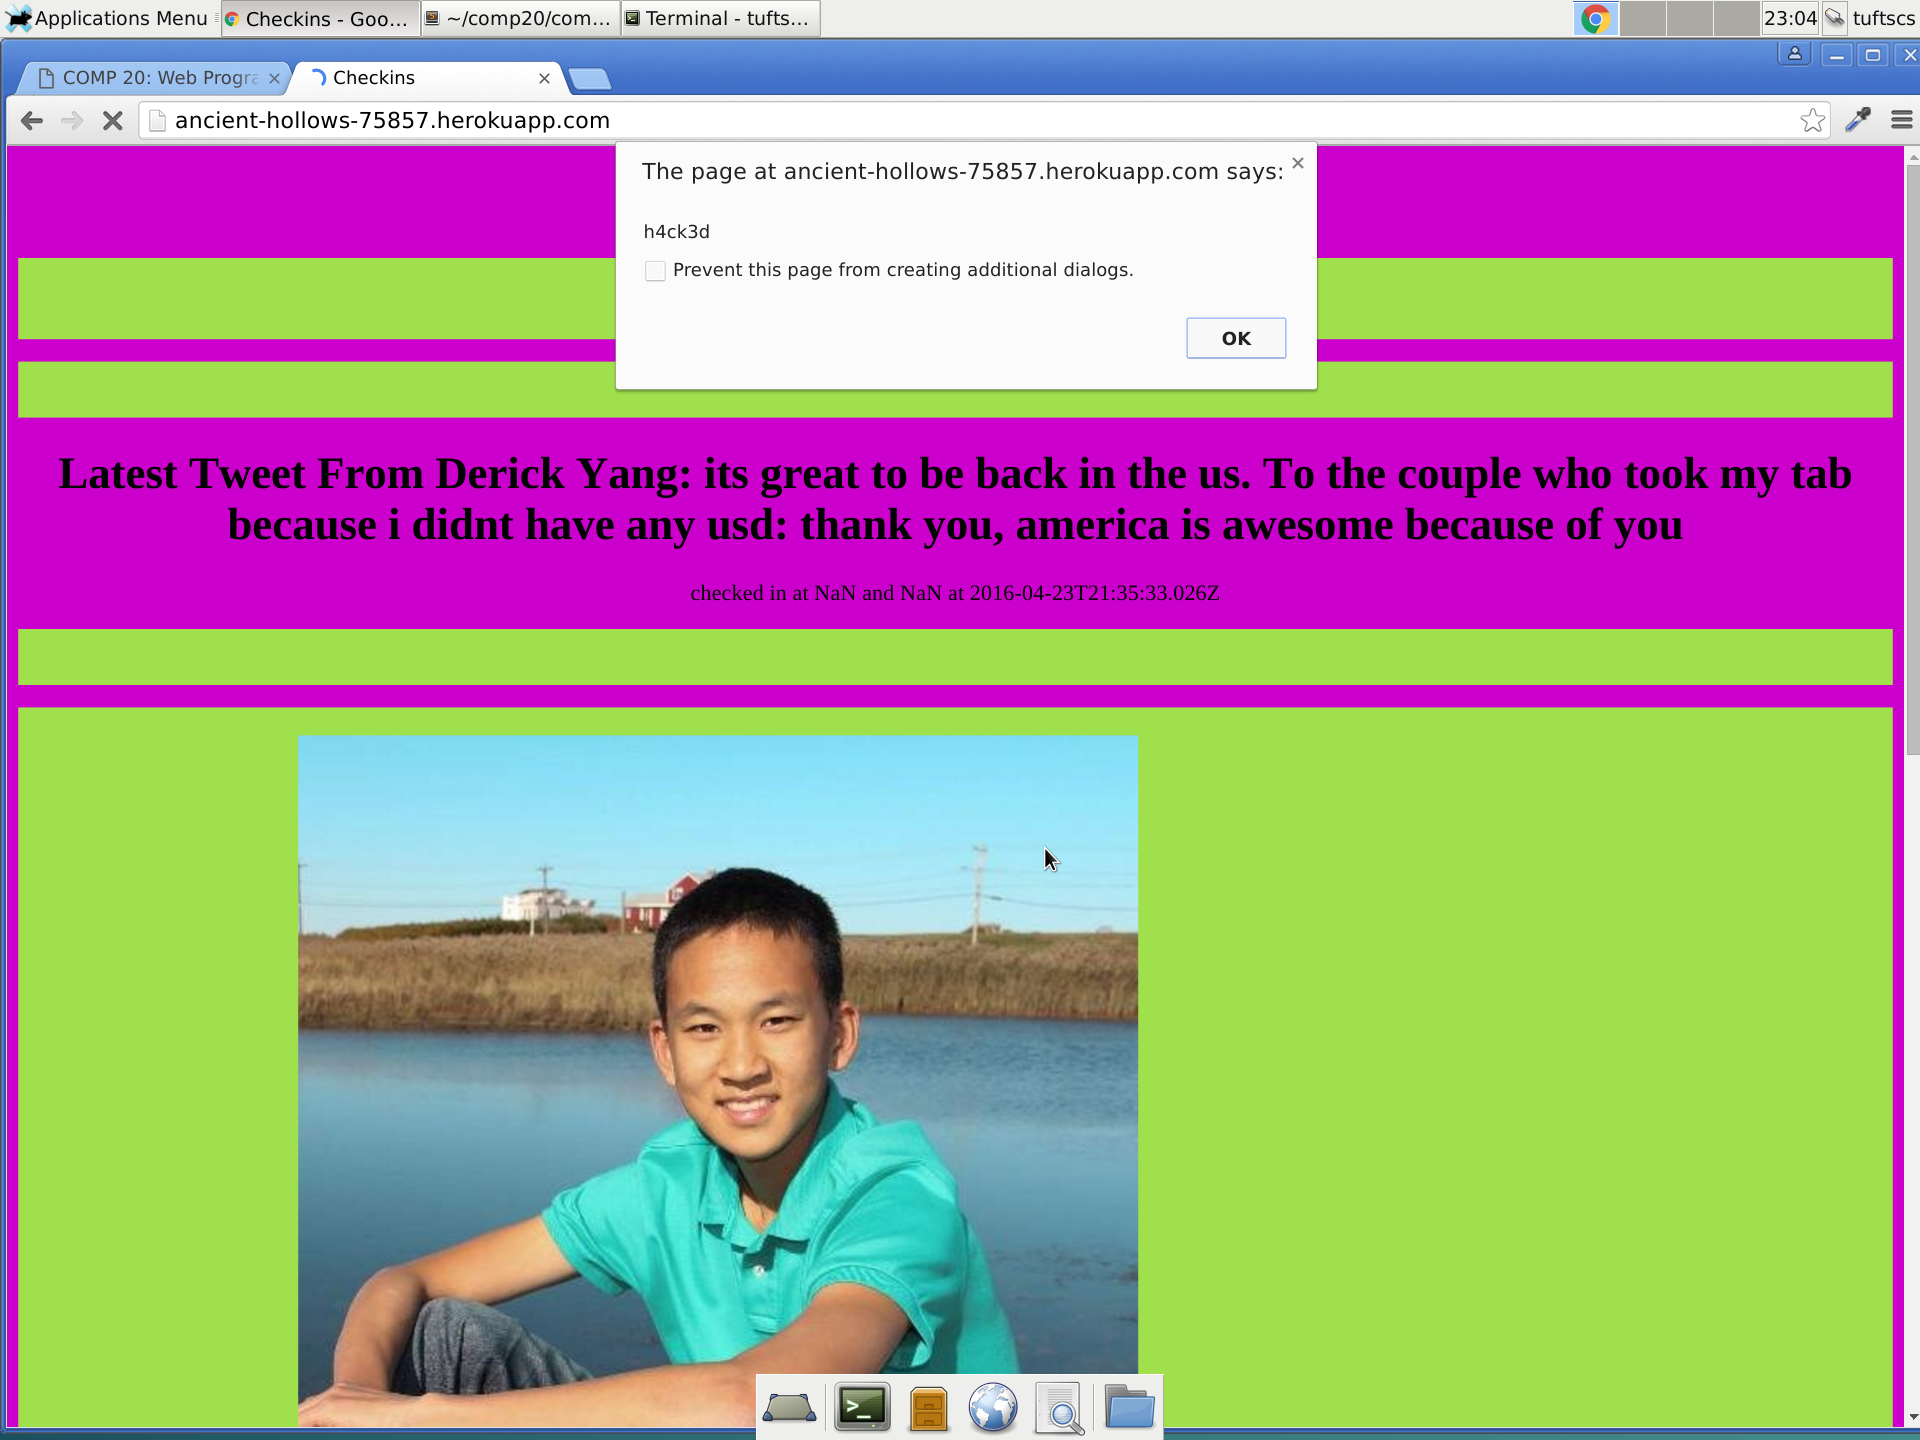 Applications Menu
Checkins - Goo...
~/comp20/com...
Terminal - tufts...
23:04
tuftscs
COMP 20: Web Progra
Checkins
ancient-hollows-75857.herokuapp.com
The page at ancient-hollows-75857.herokuapp.com says:
h4ck3d
Prevent this page from creating additional dialogs.
OK
Latest Tweet From Derick Yang: its great to be back in the us. To the couple who took my tab
because i didnt have any usd: thank you, america is awesome because of you
checked in at NaN and NaN at 2016-04-23T21:35:33.026Z